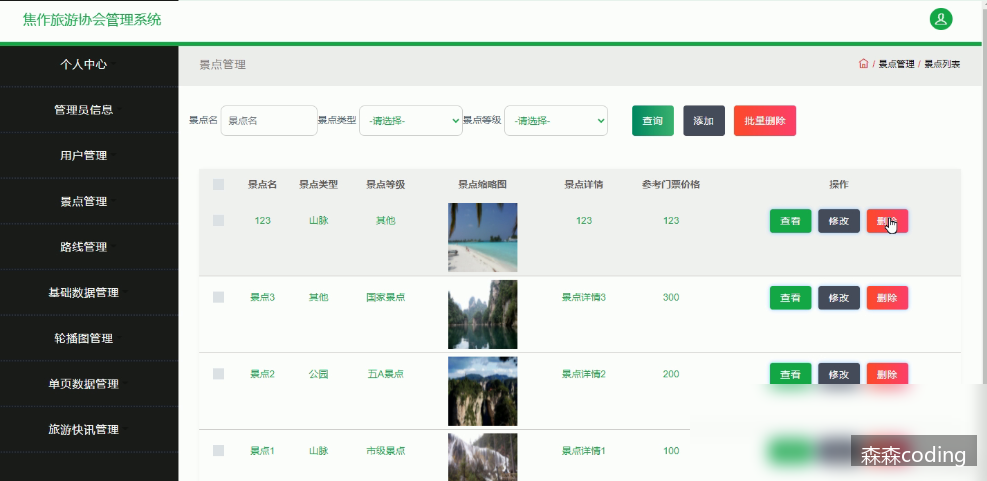 焦作旅游协会管理系统
个人中心
管理员信息
用户管理
景点管理
路线管理
基础数据管理
轮播图管理
单页数据管理
旅游快讯管理
景点管理
/ 景点管理 / 景点列表
景点名 景点名 景点类型 -请选择- 景点等级 -请选择- 查询 添加 批量删除
景点名 景点类型 景点等级 景点缩略图 景点详情 参考门票价格 操作
123 山脉 其他 123 123 查看 修改 删除
景点3 其他 国家景点 景点详情3 300 查看 修改 删除
景点2 公园 五A景点 景点详情2 200 查看 修改 删除
景点1 山脉 市级景点 景点详情1 100
森森coding